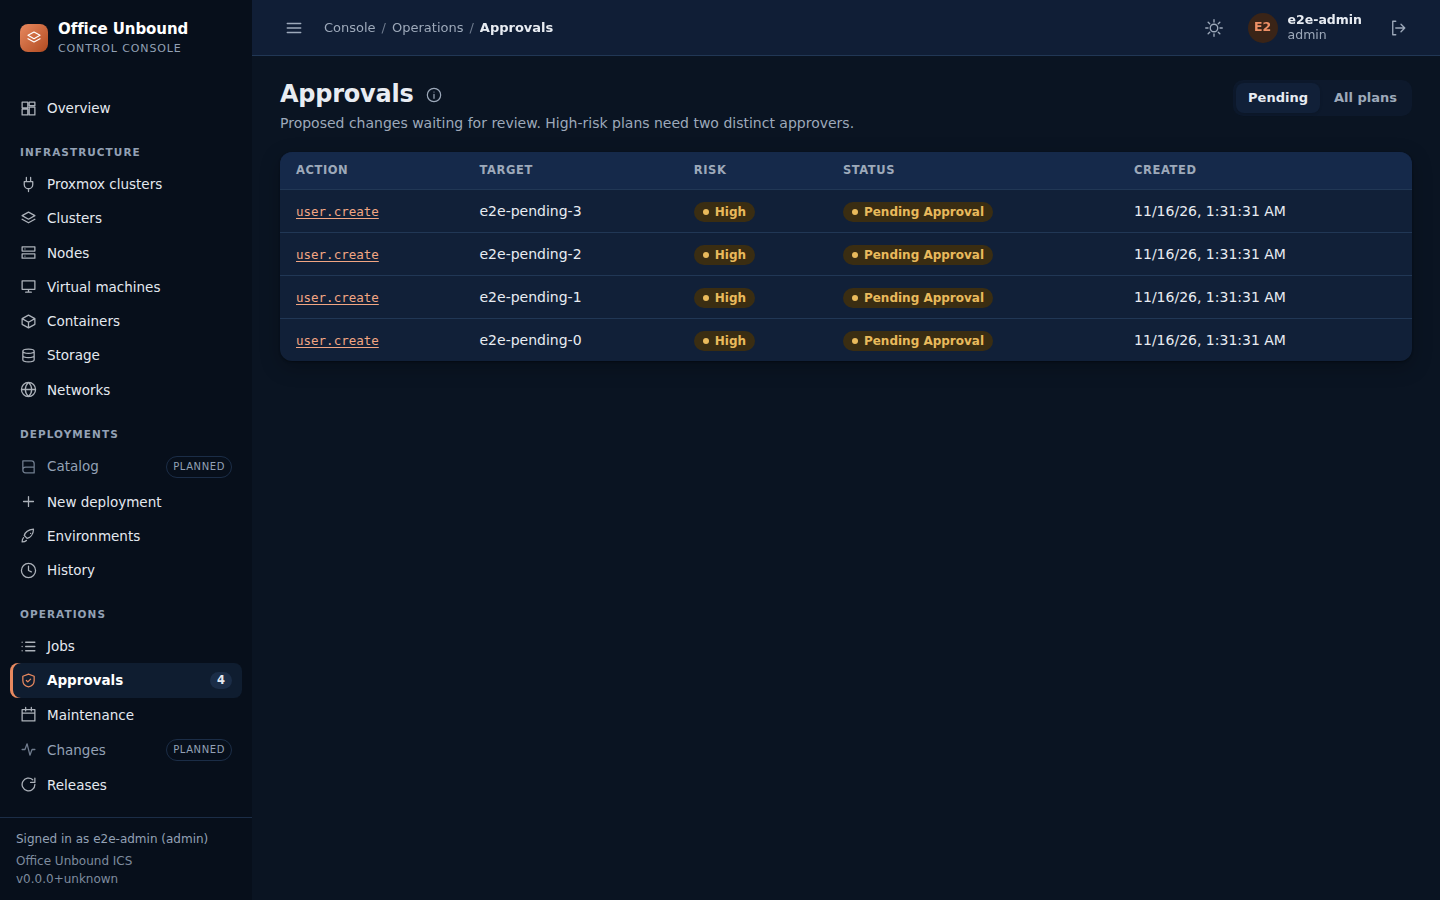 Office Unbound
CONTROL CONSOLE
Overview
INFRASTRUCTURE
Proxmox clusters
Clusters
Nodes
Virtual machines
Containers
Storage
Networks
DEPLOYMENTS
Catalog PLANNED
New deployment
Environments
History
OPERATIONS
Jobs
Approvals 4
Maintenance
Changes PLANNED
Releases
Signed in as e2e-admin (admin)
Office Unbound ICS
v0.0.0+unknown
Console / Operations / Approvals
E2 e2e-admin
admin
Approvals
Proposed changes waiting for review. High-risk plans need two distinct approvers.
Pending All plans
ACTION TARGET RISK STATUS CREATED
user.create e2e-pending-3 High Pending Approval 11/16/26, 1:31:31 AM
user.create e2e-pending-2 High Pending Approval 11/16/26, 1:31:31 AM
user.create e2e-pending-1 High Pending Approval 11/16/26, 1:31:31 AM
user.create e2e-pending-0 High Pending Approval 11/16/26, 1:31:31 AM